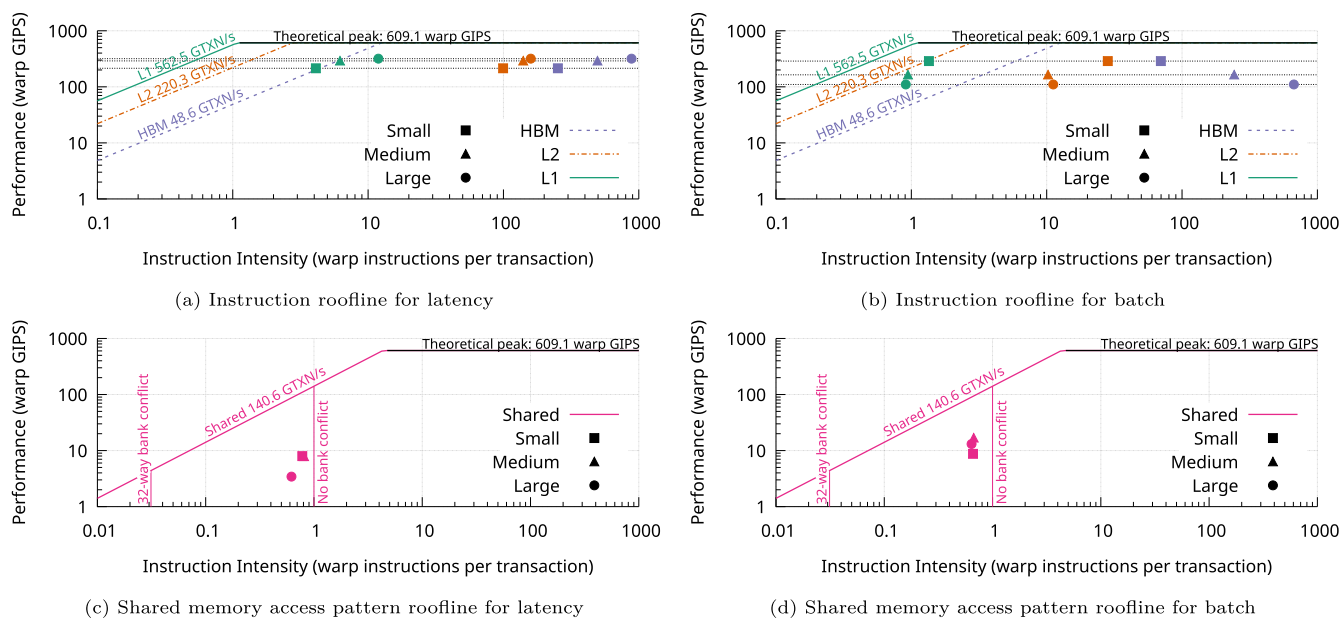 Performance (warp GIPS)
1000
100
10
1
Theoretical peak: 609.1 warp GIPS
L1 562.5 GTXN/s
L2 220.3 GTXN/s
HBM 48.6 GTXN/s
Small
Medium
Large
HBM
L2
L1
0.1 1 10 100 1000
Instruction Intensity (warp instructions per transaction)
(a) Instruction roofline for latency
Performance (warp GIPS)
1000
100
10
1
Theoretical peak: 609.1 warp GIPS
L1 562.5 GTXN/s
L2 220.3 GTXN/s
HBM 48.6 GTXN/s
Small
Medium
Large
HBM
L2
L1
0.1 1 10 100 1000
Instruction Intensity (warp instructions per transaction)
(b) Instruction roofline for batch
Performance (warp GIPS)
1000
100
10
1
Theoretical peak: 609.1 warp GIPS
32-way bank conflict
Shared 140.6 GTXN/s
No bank conflict
Shared
Small
Medium
Large
0.01 0.1 1 10 100 1000
Instruction Intensity (warp instructions per transaction)
(c) Shared memory access pattern roofline for latency
Performance (warp GIPS)
1000
100
10
1
Theoretical peak: 609.1 warp GIPS
32-way bank conflict
Shared 140.6 GTXN/s
No bank conflict
Shared
Small
Medium
Large
0.01 0.1 1 10 100 1000
Instruction Intensity (warp instructions per transaction)
(d) Shared memory access pattern roofline for batch